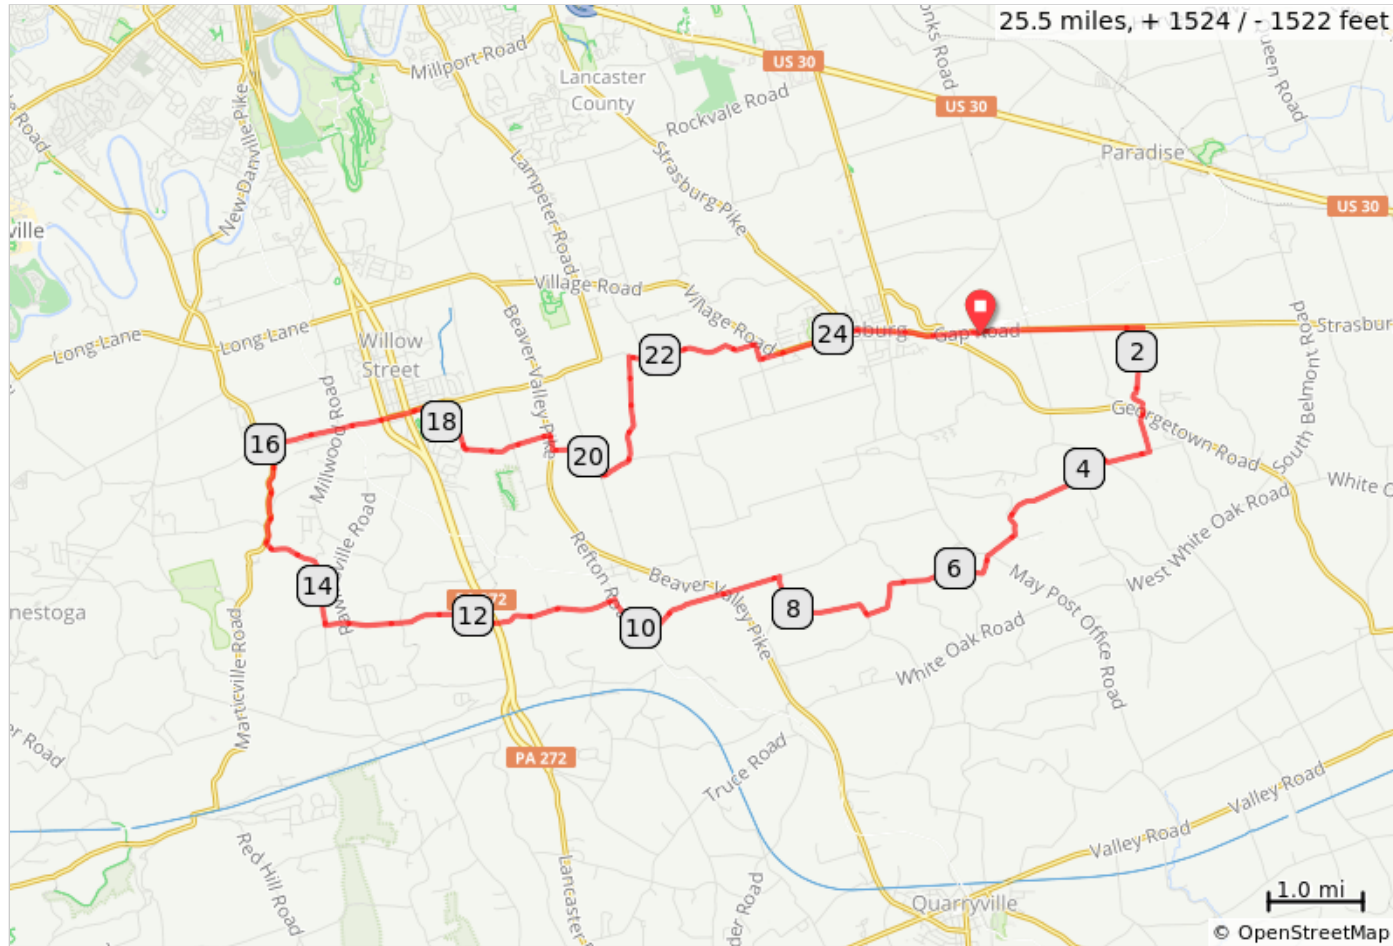 25.5 miles, + 1524 / - 1522 feet
Millport Road
US 30
Lancaster
County
Rockvale Road
US 30
Paradise
US 30
New Danville Pike
Strasburg Pike
Lampeter Road
Village Road
Village Road
Long Lane
Long Lane
Willow
Street
Beaver Valley Pike
24
Gap Road
2
22
Georgetown Road
South Belmont Road
16
18
20
4
Millwood Road
West White Oak Road
Refton Road
6
May Post Office Road
14
12
10
8
Beaver Valley Pike
White Oak Road
Marticville Road
PA 272
Truce Road
Valley Road
Valley Road
Red Hill Road
Quarryville
1.0 mi
© OpenStreetMap